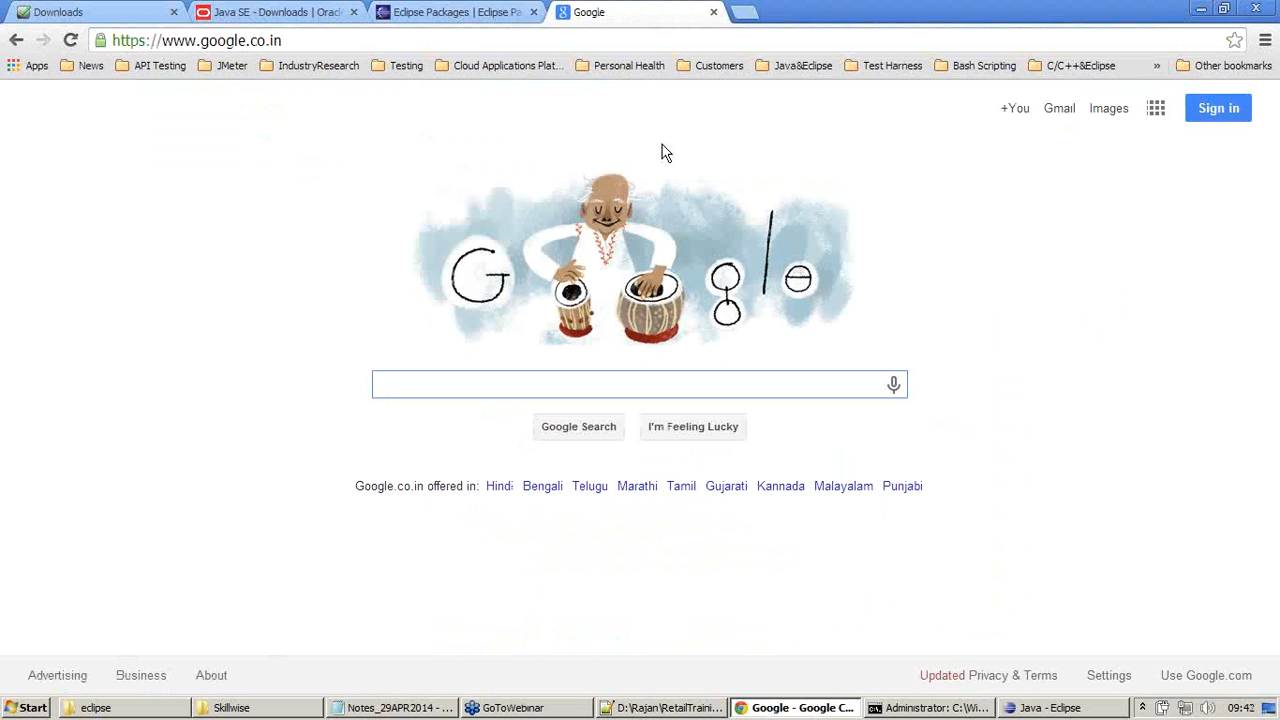 Downloads Java SE - Downloads | Oracl Eclipse Packages | Eclipse Pa Google
https://www.google.co.in
Apps News API Testing JMeter IndustryResearch Testing Cloud Applications Plat... Personal Health Customers Java&Eclipse Test Harness Bash Scripting C/C++&Eclipse » Other bookmarks
+You Gmail Images Sign in
G gle
Google Search I'm Feeling Lucky
Google.co.in offered in: Hindi Bengali Telugu Marathi Tamil Gujarati Kannada Malayalam Punjabi
Advertising Business About Updated Privacy & Terms Settings Use Google.com
Start eclipse Skillwise Notes_29APR2014 - ... GoToWebinar D:\Rajan\RetailTraini... Google - Google C... Administrator: C:\Wi... Java - Eclipse 09:42